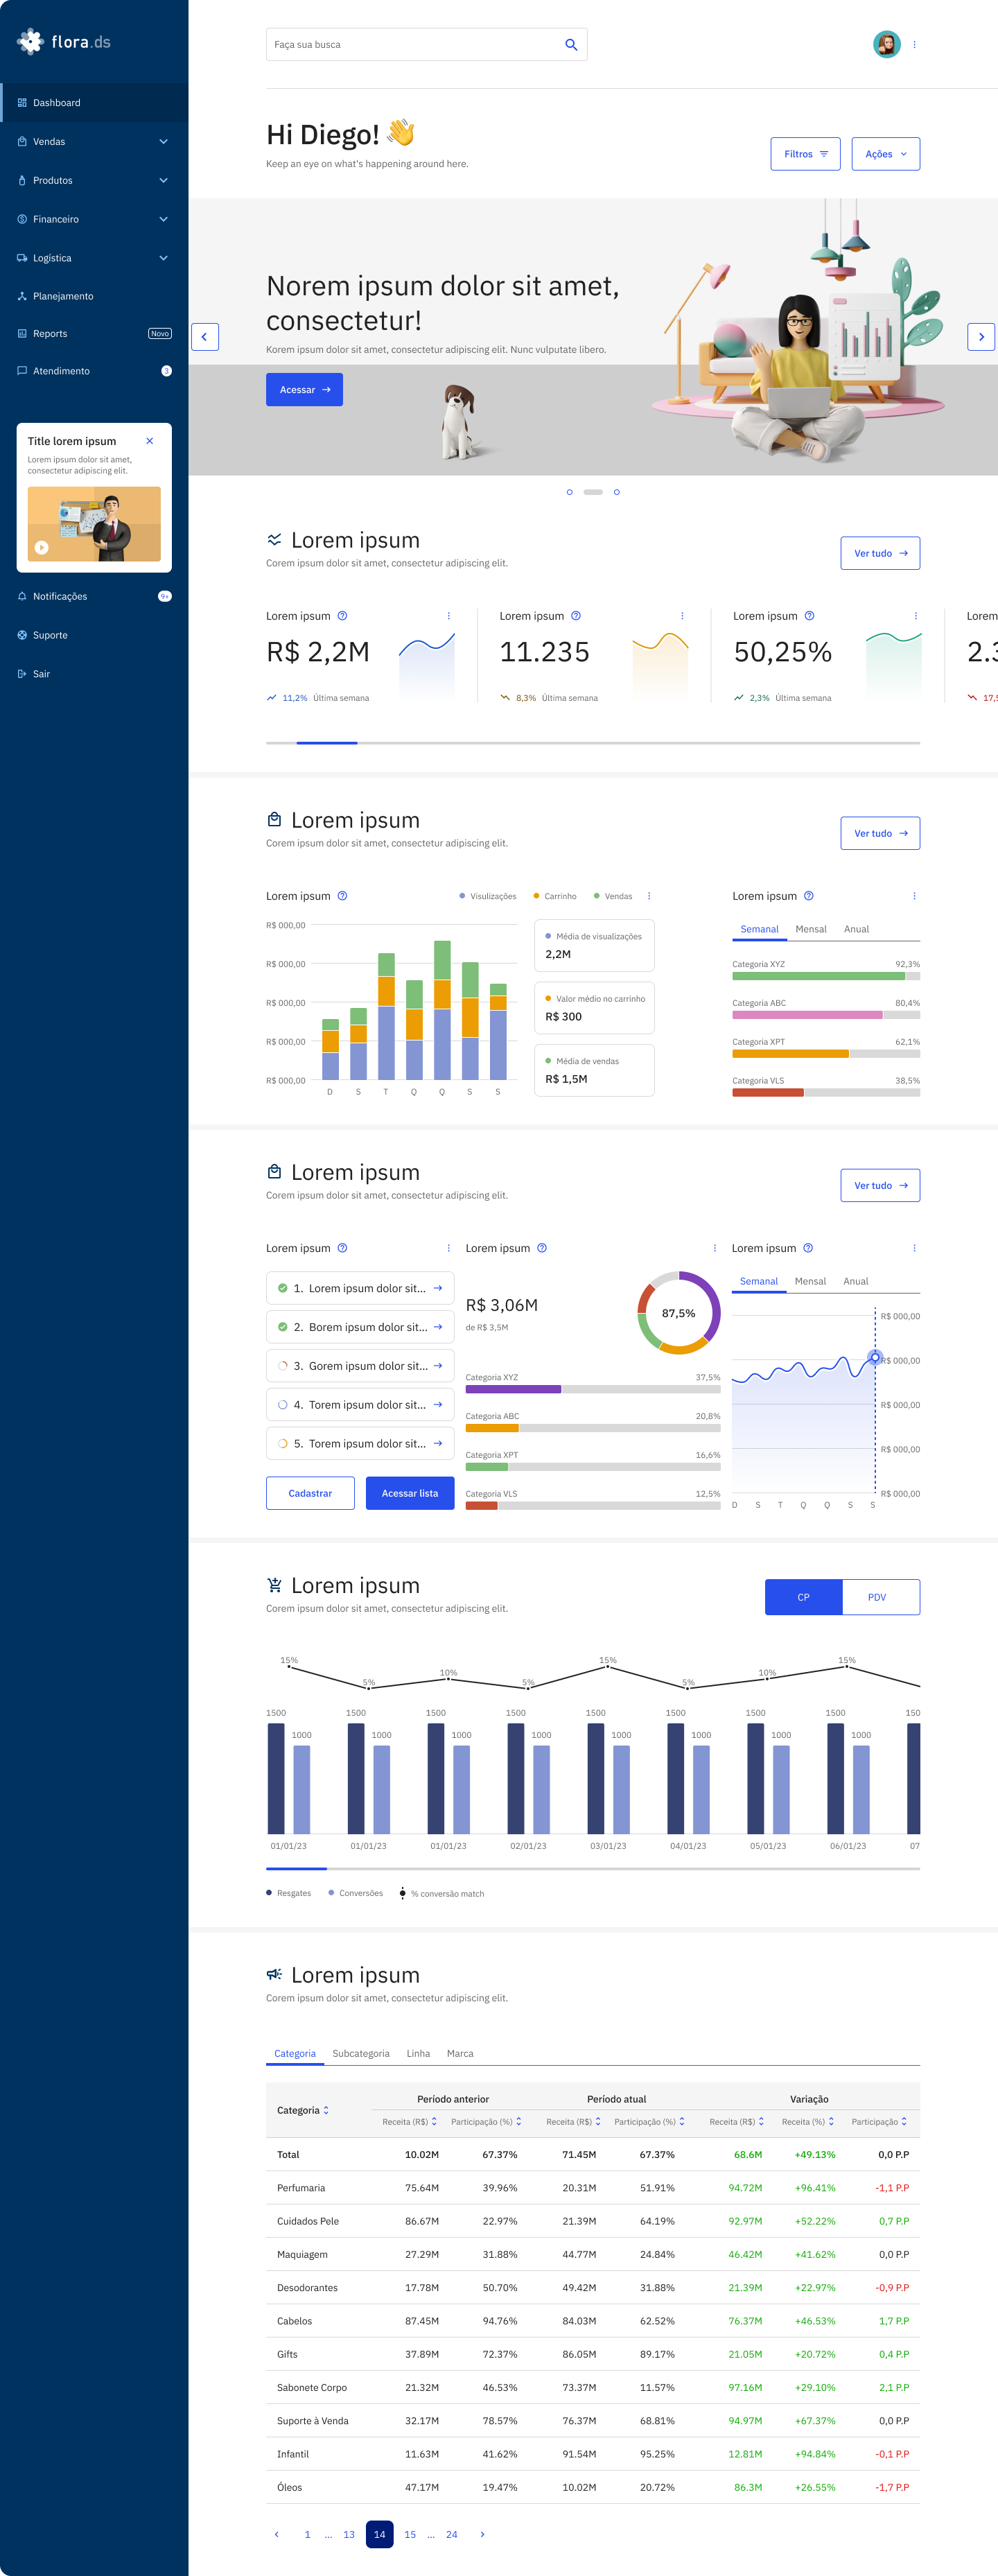 flora.ds
Dashboard
Vendas
Produtos
Financeiro
Logística
Planejamento
Reports Novo
Atendimento 3
Title lorem ipsum
Lorem ipsum dolor sit amet,
consectetur adipiscing elit.
Notificações 9+
Suporte
Sair
Faça sua busca
Hi Diego!
Keep an eye on what's happening around here.
Filtros Ações
Norem ipsum dolor sit amet,
consectetur!
Korem ipsum dolor sit amet, consectetur adipiscing elit. Nunc vulputate libero.
Acessar
Lorem ipsum
Corem ipsum dolor sit amet, consectetur adipiscing elit.
Ver tudo
Lorem ipsum
R$ 2,2M
11,2% Última semana
Lorem ipsum
11.235
8,3% Última semana
Lorem ipsum
50,25%
2,3% Última semana
Lorem
2.3
17,
Lorem ipsum
Corem ipsum dolor sit amet, consectetur adipiscing elit.
Ver tudo
Lorem ipsum
Visulizações Carrinho Vendas
R$ 000,00
R$ 000,00
R$ 000,00
R$ 000,00
R$ 000,00
D S T Q Q S S
Média de visualizações
2,2M
Valor médio no carrinho
R$ 300
Média de vendas
R$ 1,5M
Lorem ipsum
Semanal Mensal Anual
Categoria XYZ 92,3%
Categoria ABC 80,4%
Categoria XPT 62,1%
Categoria VLS 38,5%
Lorem ipsum
Corem ipsum dolor sit amet, consectetur adipiscing elit.
Ver tudo
Lorem ipsum
1. Lorem ipsum dolor sit...
2. Borem ipsum dolor sit...
3. Gorem ipsum dolor sit...
4. Torem ipsum dolor sit...
5. Torem ipsum dolor sit...
Cadastrar Acessar lista
Lorem ipsum
R$ 3,06M
de R$ 3,5M
87,5%
Categoria XYZ 37,5%
Categoria ABC 20,8%
Categoria XPT 16,6%
Categoria VLS 12,5%
Lorem ipsum
Semanal Mensal Anual
R$ 000,00
R$ 000,00
R$ 000,00
R$ 000,00
R$ 000,00
D S T Q Q S S
Lorem ipsum
Corem ipsum dolor sit amet, consectetur adipiscing elit.
CP PDV
15% 5% 10% 5% 15% 5% 10% 15%
1500 1500 1500 1500 1500 1500 1500 1500 150
1000 1000 1000 1000 1000 1000 1000 1000
01/01/23 01/01/23 01/01/23 02/01/23 03/01/23 04/01/23 05/01/23 06/01/23 07
Resgates Conversões % conversão match
Lorem ipsum
Corem ipsum dolor sit amet, consectetur adipiscing elit.
Categoria Subcategoria Linha Marca
Categoria Período anterior Período atual Variação
Receita (R$) Participação (%) Receita (R$) Participação (%) Receita (R$) Receita (%) Participação
Total 10.02M 67.37% 71.45M 67.37% 68.6M +49.13% 0,0 P.P
Perfumaria 75.64M 39.96% 20.31M 51.91% 94.72M +96.41% -1,1 P.P
Cuidados Pele 86.67M 22.97% 21.39M 64.19% 92.97M +52.22% 0,7 P.P
Maquiagem 27.29M 31.88% 44.77M 24.84% 46.42M +41.62% 0,0 P.P
Desodorantes 17.78M 50.70% 49.42M 31.88% 21.39M +22.97% -0,9 P.P
Cabelos 87.45M 94.76% 84.03M 62.52% 76.37M +46.53% 1,7 P.P
Gifts 37.89M 72.37% 86.05M 89.17% 21.05M +20.72% 0,4 P.P
Sabonete Corpo 21.32M 46.53% 73.37M 11.57% 97.16M +29.10% 2,1 P.P
Suporte à Venda 32.17M 78.57% 76.37M 68.81% 94.97M +67.37% 0,0 P.P
Infantil 11.63M 41.62% 91.54M 95.25% 12.81M +94.84% -0,1 P.P
Óleos 47.17M 19.47% 10.02M 20.72% 86.3M +26.55% -1,7 P.P
1 ... 13 14 15 ... 24